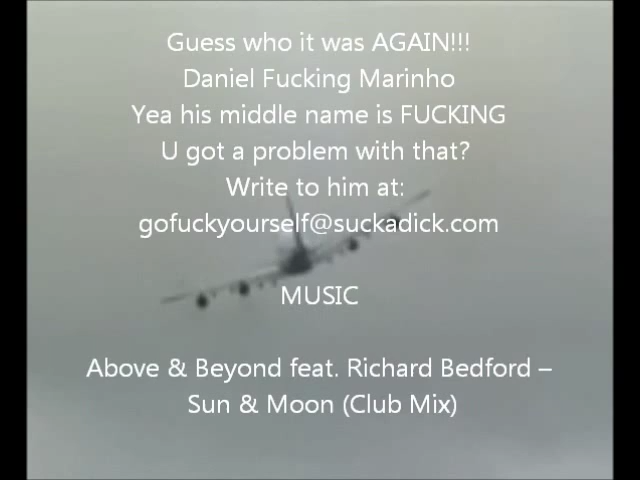 Guess who it was AGAIN!!!
Daniel Fucking Marinho
Yea his middle name is FUCKING
U got a problem with that?
Write to him at:
gofuckyourself@suckadick.com
MUSIC
Above & Beyond feat. Richard Bedford –
Sun & Moon (Club Mix)